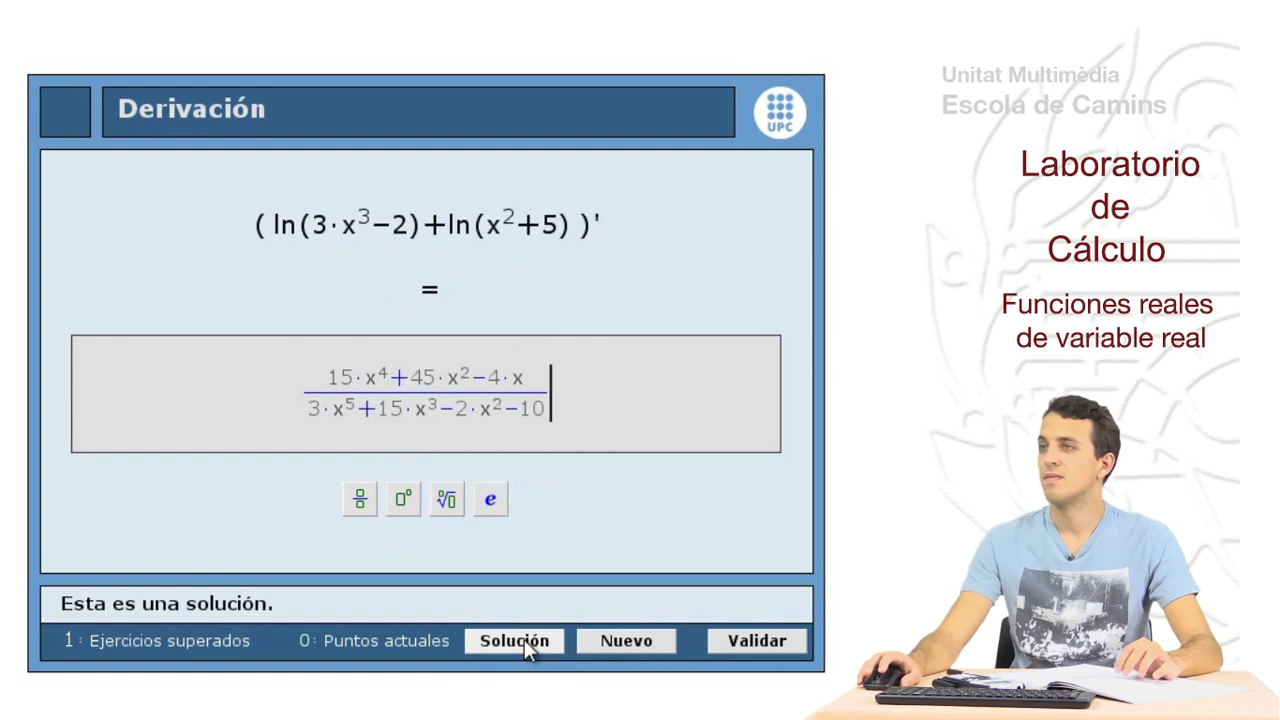 Unitat Multimèdia
Escola de Camins
Laboratorio
de
Cálculo
Funciones reales
de variable real
Derivación
UPC
( ln(3·x³−2)+ln(x²+5) )'
=
15·x⁴+45·x²−4·x
3·x⁵+15·x³−2·x²−10
e
Esta es una solución.
1: Ejercicios superados 0: Puntos actuales Solución Nuevo Validar